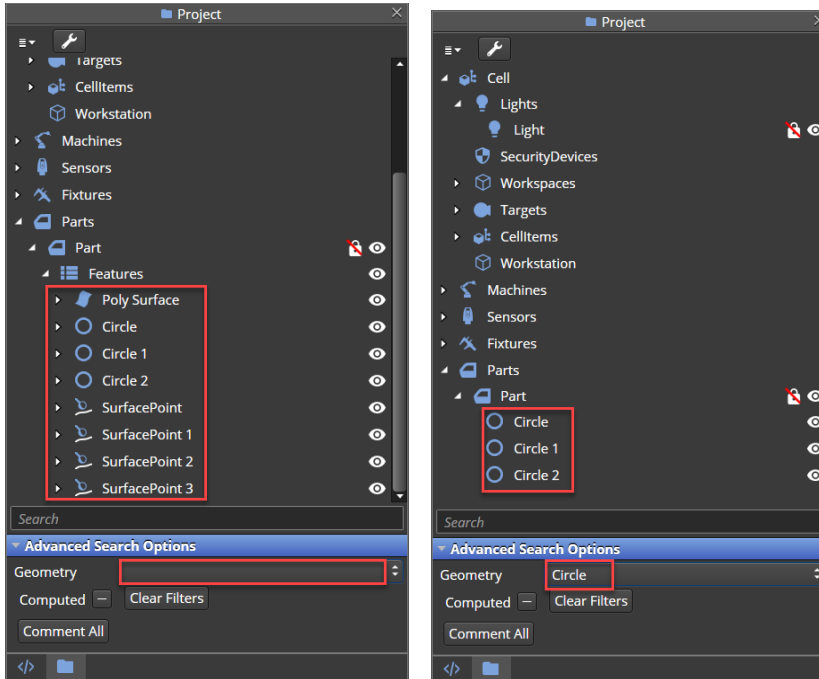 Project
Targets
CellItems
Workstation
Machines
Sensors
Fixtures
Parts
Part
Features
Poly Surface
Circle
Circle 1
Circle 2
SurfacePoint
SurfacePoint 1
SurfacePoint 2
SurfacePoint 3
Search
Advanced Search Options
Geometry
Computed Clear Filters
Comment All
Project
Cell
Lights
Light
SecurityDevices
Workspaces
Targets
CellItems
Workstation
Machines
Sensors
Fixtures
Parts
Part
Circle
Circle 1
Circle 2
Search
Advanced Search Options
Geometry Circle
Computed Clear Filters
Comment All